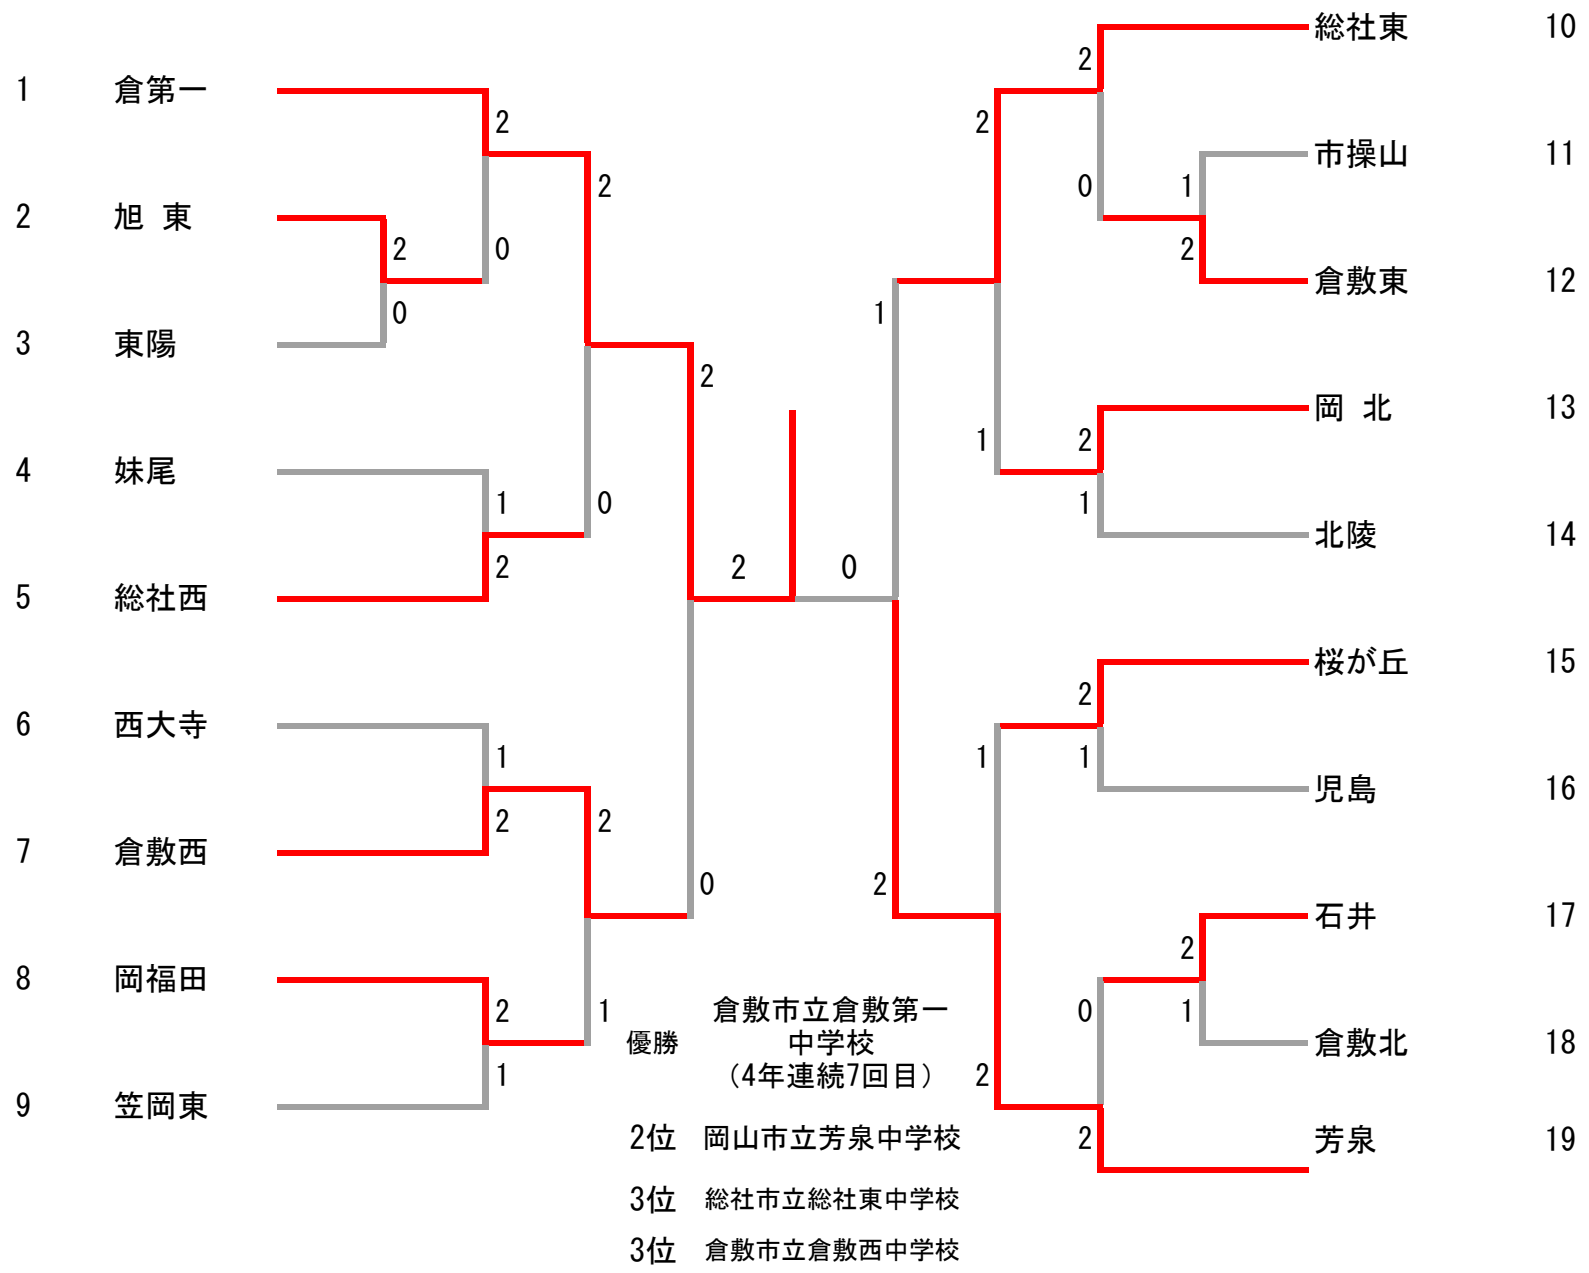 1 倉第一
2 旭 東
3 東陽
4 妹尾
5 総社西
6 西大寺
7 倉敷西
8 岡福田
9 笠岡東
2
0
2
0
1
2
1
2
2
1
2
0
2
1
2
0
2 0
1
2
2
1
1
2
2
0
2
1
2
1
0
2
1
2
2
1
総社東 10
市操山 11
倉敷東 12
岡 北 13
北陵 14
桜が丘 15
児島 16
石井 17
倉敷北 18
芳泉 19
優勝 倉敷市立倉敷第一
中学校
(4年連続7回目)
2位 岡山市立芳泉中学校
3位 総社市立総社東中学校
3位 倉敷市立倉敷西中学校